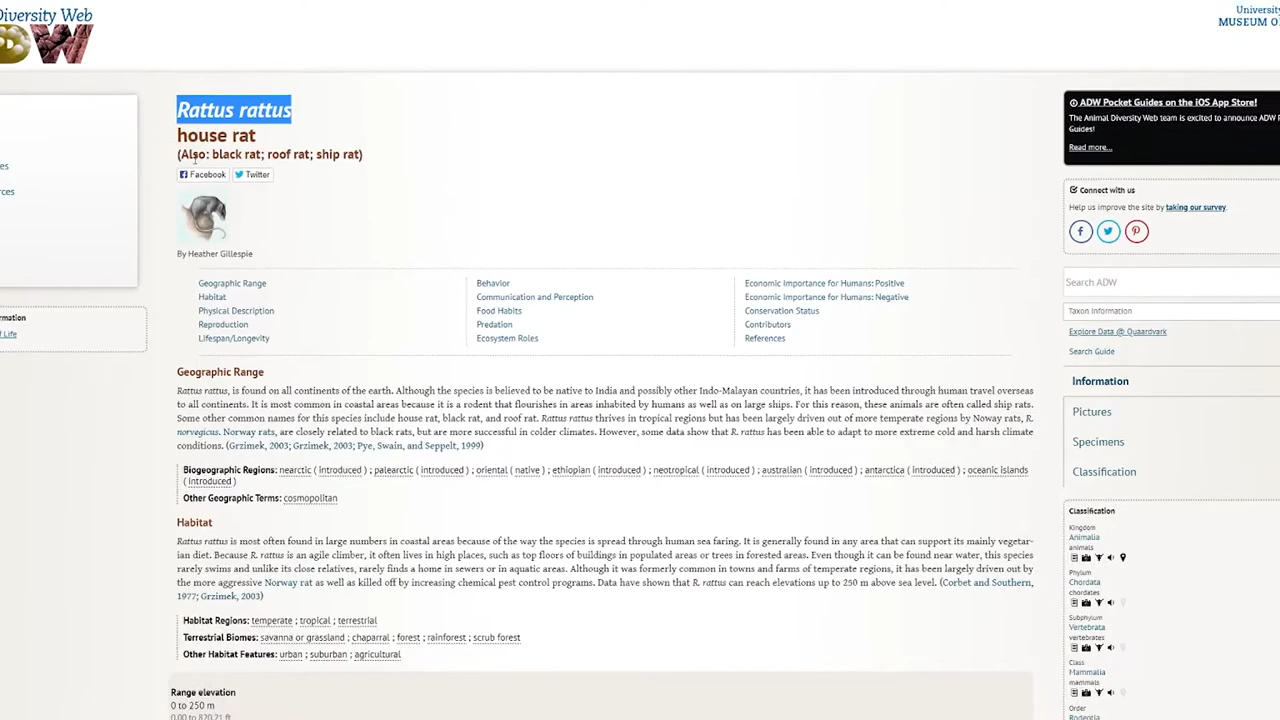 Diversity Web
DW
University
MUSEUM OF
Rattus rattus
house rat
(Also: black rat; roof rat; ship rat)
Facebook Twitter
By Heather Gillespie
es
rces
rmation
f Life
Geographic Range
Habitat
Physical Description
Reproduction
Lifespan/Longevity
Behavior
Communication and Perception
Food Habits
Predation
Ecosystem Roles
Economic Importance for Humans: Positive
Economic Importance for Humans: Negative
Conservation Status
Contributors
References
Geographic Range
Rattus rattus, is found on all continents of the earth. Although the species is believed to be native to India and possibly other Indo-Malayan countries, it has been introduced through human travel overseas
to all continents. It is most common in coastal areas because it is a rodent that flourishes in areas inhabited by humans as well as on large ships. For this reason, these animals are often called ship rats.
Some other common names for this species include house rat, black rat, and roof rat. Rattus rattus thrives in tropical regions but has been largely driven out of more temperate regions by Noway rats, R.
norvegicus. Norway rats, are closely related to black rats, but are more successful in colder climates. However, some data show that R. rattus has been able to adapt to more extreme cold and harsh climate
conditions. (Grzimek, 2003; Grzimek, 2003; Pye, Swain, and Seppelt, 1999)
Biogeographic Regions: nearctic ( introduced ) ; palearctic ( introduced ) ; oriental ( native ) ; ethiopian ( introduced ) ; neotropical ( introduced ) ; australian ( introduced ) ; antarctica ( introduced ) ; oceanic islands
( introduced )
Other Geographic Terms: cosmopolitan
Habitat
Rattus rattus is most often found in large numbers in coastal areas because of the way the species is spread through human sea faring. It is generally found in any area that can support its mainly vegetar-
ian diet. Because R. rattus is an agile climber, it often lives in high places, such as top floors of buildings in populated areas or trees in forested areas. Even though it can be found near water, this species
rarely swims and unlike its close relatives, rarely finds a home in sewers or in aquatic areas. Although it was formerly common in towns and farms of temperate regions, it has been largely driven out by
the more aggressive Norway rat as well as killed off by increasing chemical pest control programs. Data have shown that R. rattus can reach elevations up to 250 m above sea level. (Corbet and Southern,
1977; Grzimek, 2003)
Habitat Regions: temperate ; tropical ; terrestrial
Terrestrial Biomes: savanna or grassland ; chaparral ; forest ; rainforest ; scrub forest
Other Habitat Features: urban ; suburban ; agricultural
Range elevation
0 to 250 m
0.00 to 820.21 ft
ADW Pocket Guides on the iOS App Store!
The Animal Diversity Web team is excited to announce ADW P
Guides!
Read more...
Connect with us
Help us improve the site by taking our survey.
Search ADW
Taxon Information
Explore Data @ Quaardvark
Search Guide
Information
Pictures
Specimens
Classification
Classification
Kingdom
Animalia
animals
Phylum
Chordata
chordates
Subphylum
Vertebrata
vertebrates
Class
Mammalia
mammals
Order
Rodentia